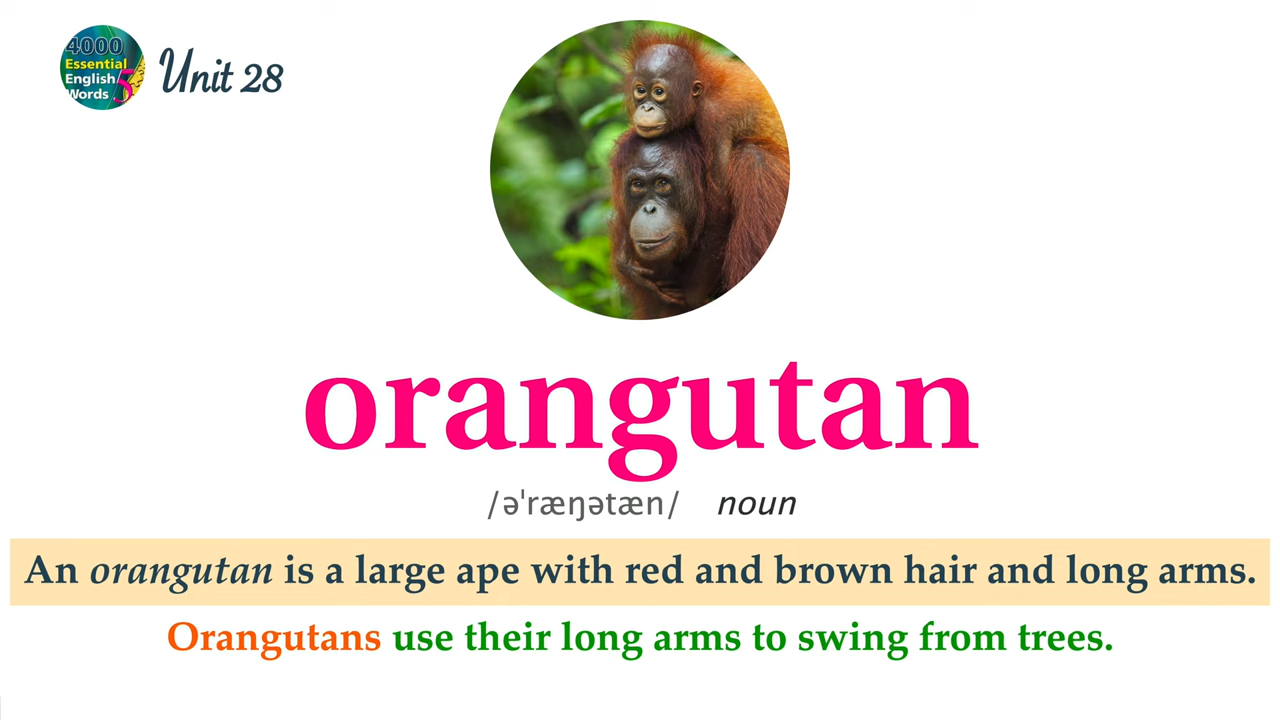 4000
Essential
English
Words 5
Unit 28
orangutan
/əˈræŋətæn/ noun
An orangutan is a large ape with red and brown hair and long arms.
Orangutans use their long arms to swing from trees.